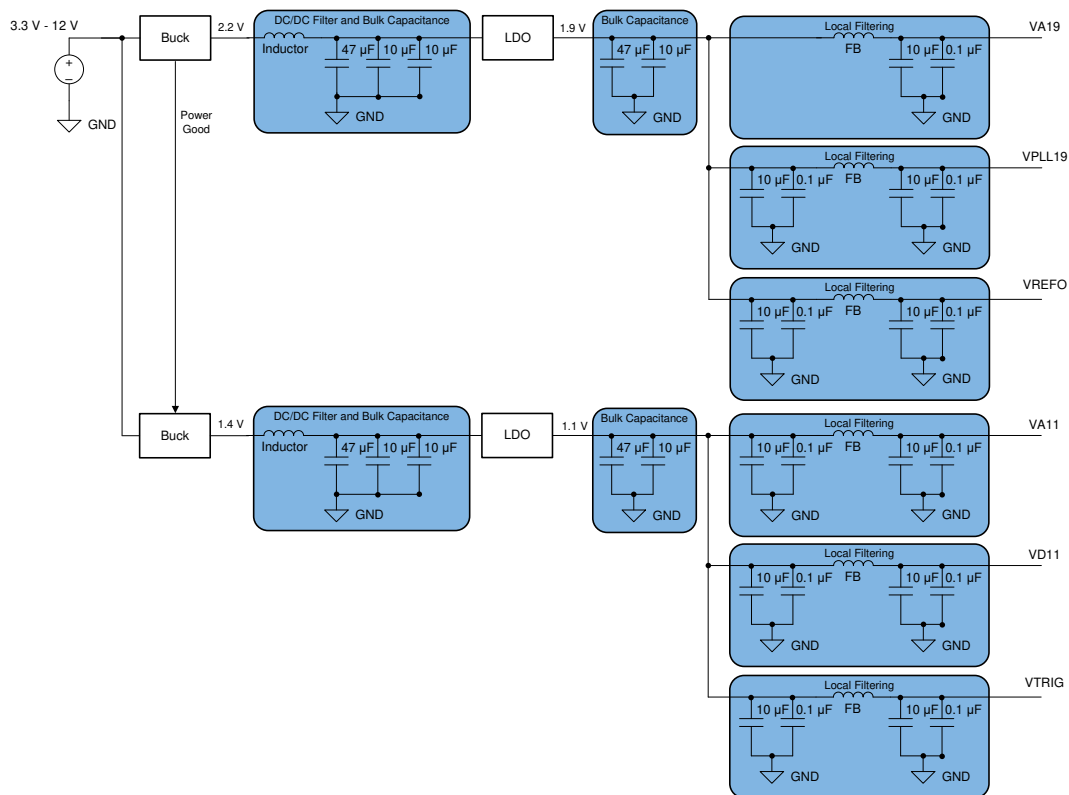 3.3 V - 12 V
+
−
GND
Buck
Power
Good
2.2 V
DC/DC Filter and Bulk Capacitance
Inductor
47 µF
10 µF
10 µF
GND
LDO
1.9 V
Bulk Capacitance
47 µF
10 µF
GND
Local Filtering
FB
10 µF
0.1 µF
GND
VA19
Local Filtering
10 µF
0.1 µF
FB
10 µF
0.1 µF
GND
GND
VPLL19
Local Filtering
10 µF
0.1 µF
FB
10 µF
0.1 µF
GND
GND
VREFO
Buck
1.4 V
DC/DC Filter and Bulk Capacitance
Inductor
47 µF
10 µF
10 µF
GND
LDO
1.1 V
Bulk Capacitance
47 µF
10 µF
GND
Local Filtering
10 µF
0.1 µF
FB
10 µF
0.1 µF
GND
GND
VA11
Local Filtering
10 µF
0.1 µF
FB
10 µF
0.1 µF
GND
GND
VD11
Local Filtering
10 µF
0.1 µF
FB
10 µF
0.1 µF
GND
GND
VTRIG